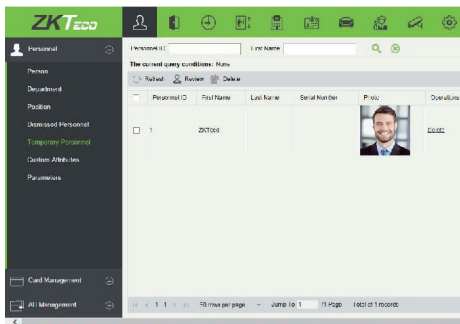 ZKTeco
Personnel
Person
Department
Position
Dismissed Personnel
Temporary Personnel
Custom Attributes
Parameters
Card Management
AC Management
Personnel ID
First Name
The current query conditions: None
Refresh Review Delete
Personnel ID First Name Last Name Serial Number Photo Operations
1 ZKTeco Delete
50 rows per page Jump To 1 /1 Page Total of 1 records